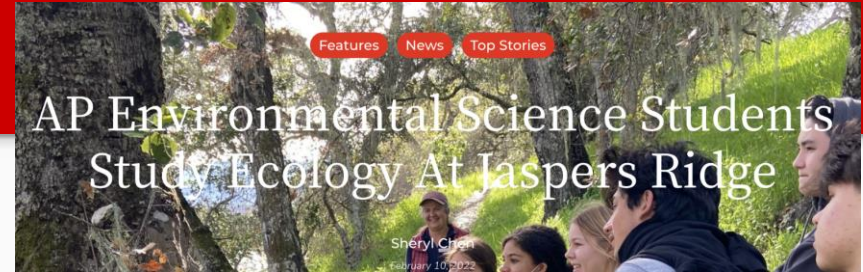 Features News Top Stories
AP Environmental Science Students
Study Ecology At Jaspers Ridge
Sheryl Chen
February 10, 2022